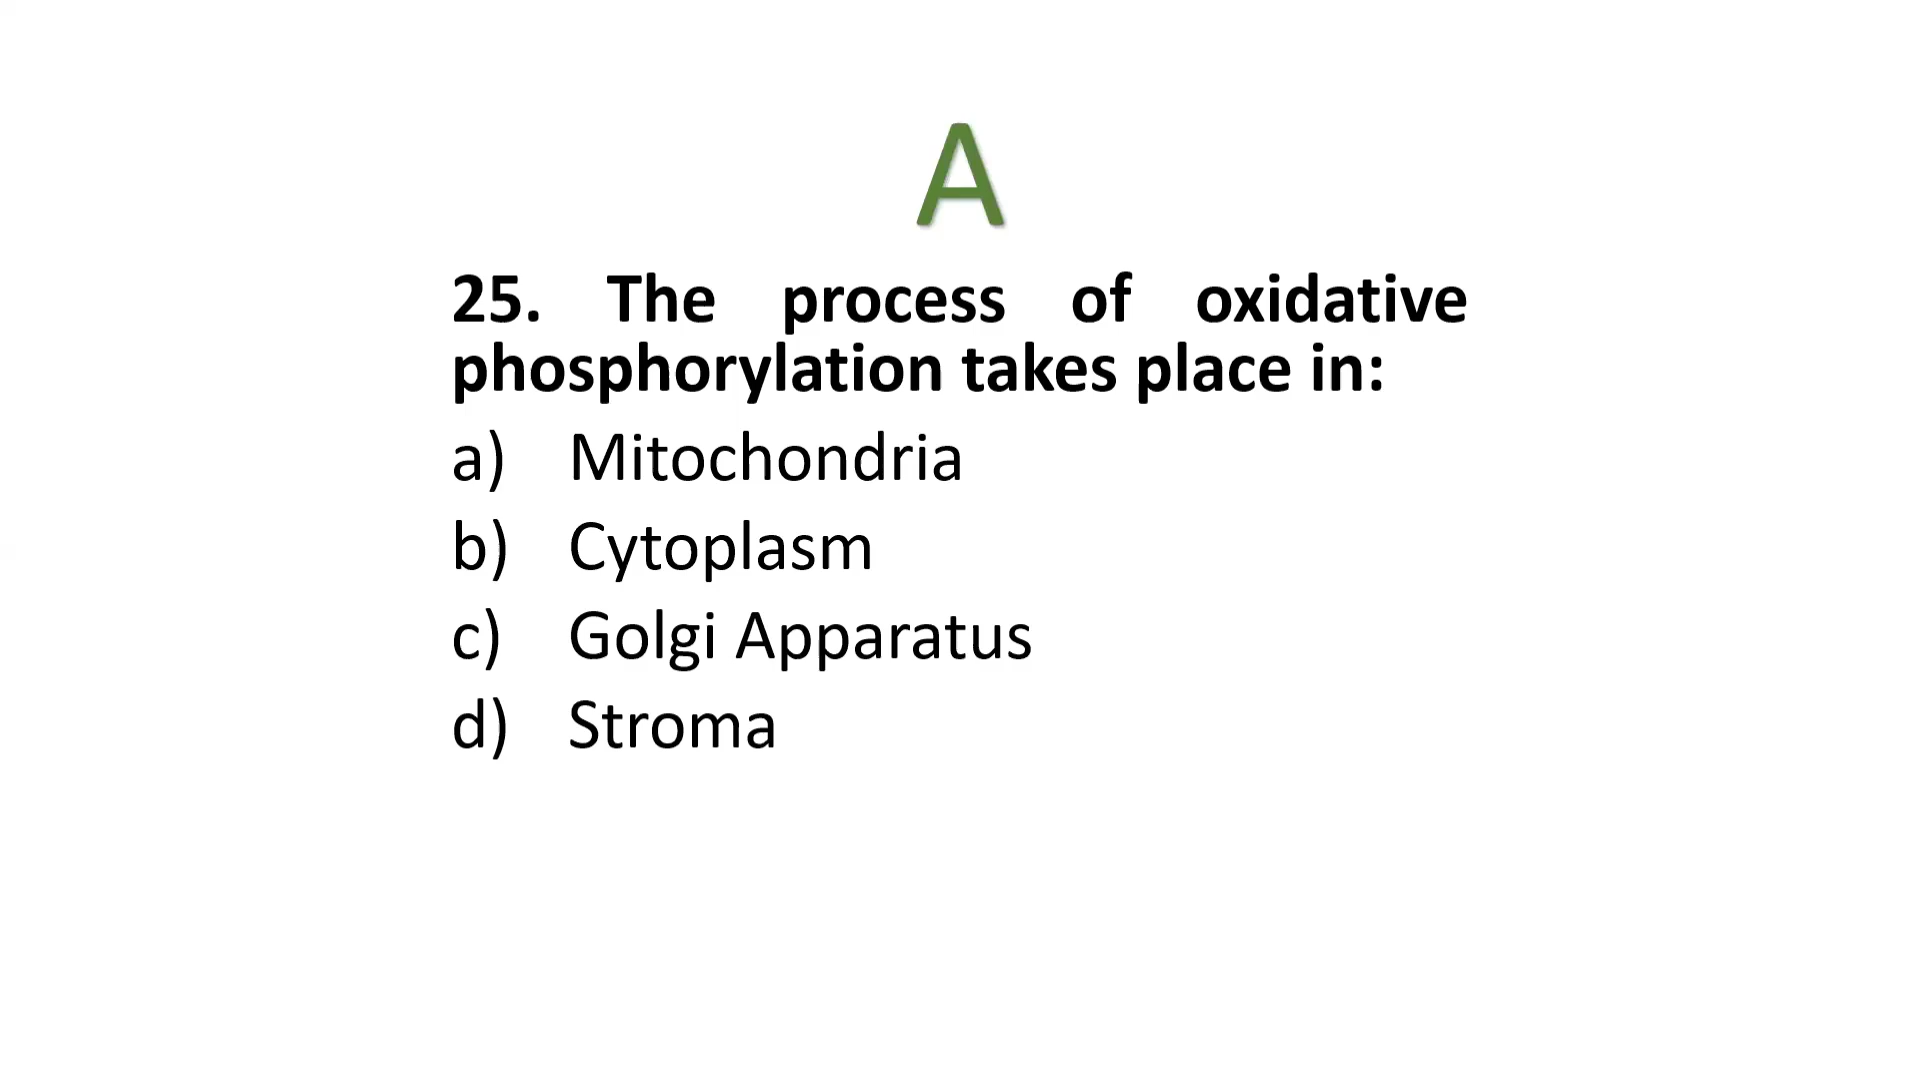 A
25. The process of oxidative
phosphorylation takes place in:
a) Mitochondria
b) Cytoplasm
c) Golgi Apparatus
d) Stroma